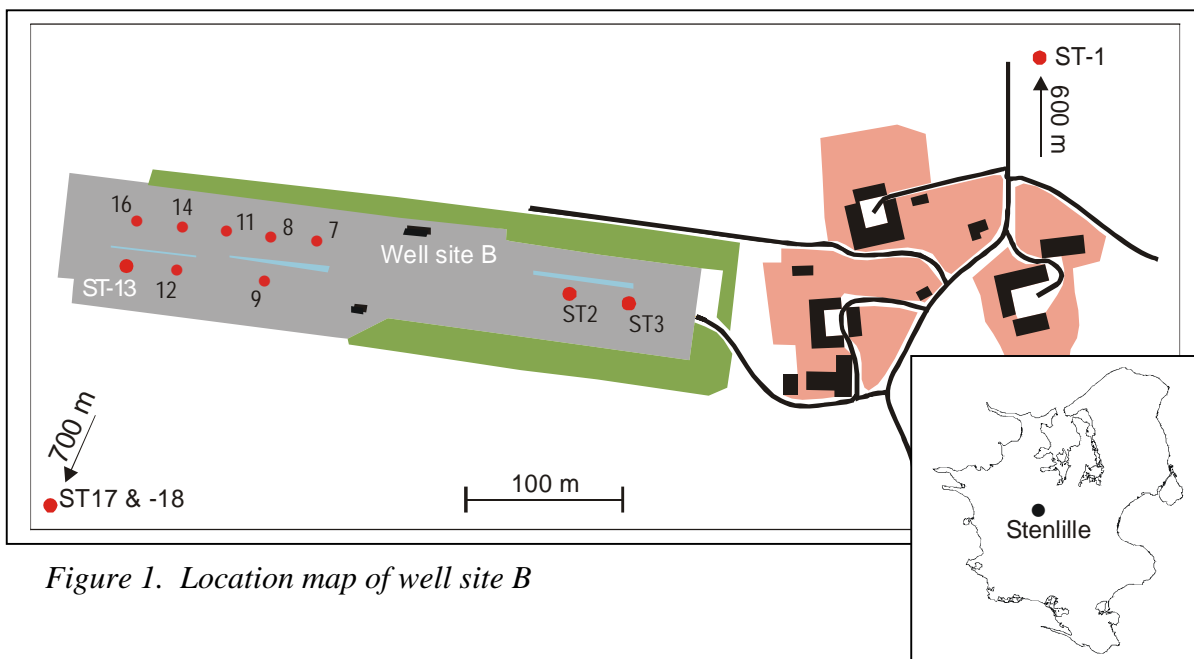 ST-1
600 m
16
14
11
8
7
Well site B
ST-13
12
9
ST2
ST3
700 m
ST17 & -18
100 m
Stenlille
Figure 1. Location map of well site B